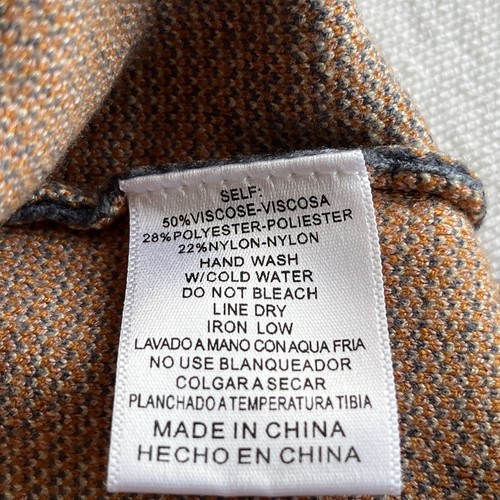 SELF:
50%VISCOSE-VISCOSA
28%POLYESTER-POLIESTER
22%NYLON-NYLON
HAND WASH
W/COLD WATER
DO NOT BLEACH
LINE DRY
IRON LOW
LAVADO A MANO CON AQUA FRIA
NO USE BLANQUEADOR
COLGAR A SECAR
PLANCHADO A TEMPERATURA TIBIA
MADE IN CHINA
HECHO EN CHINA